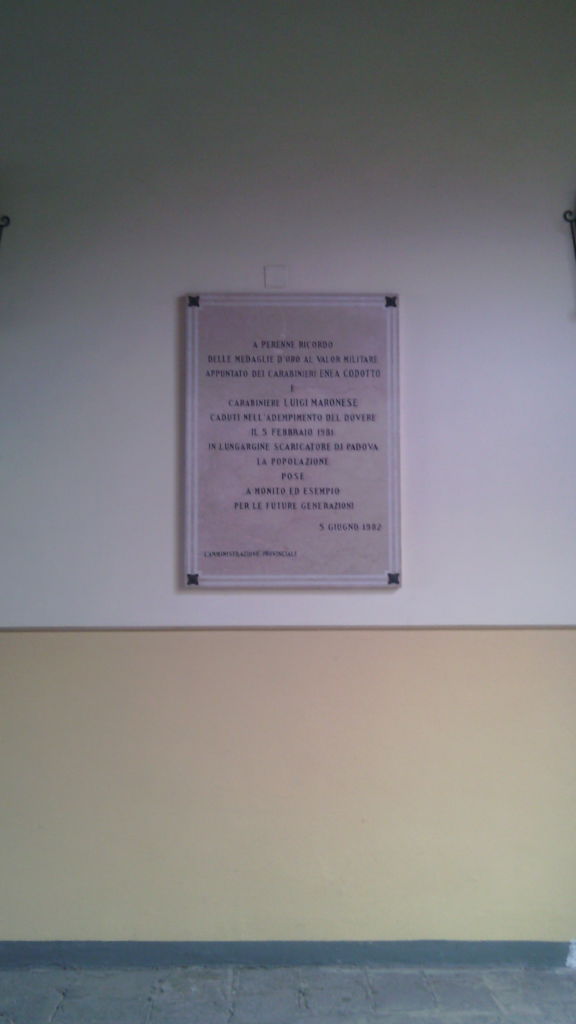 A PERENNE RICORDO
DELLE MEDAGLIE D'ORO AL VALOR MILITARE
APPUNTATO DEI CARABINIERI ENEA CODOTTO
E
CARABINIERE LUIGI MARONESE
CADUTI NELL'ADEMPIMENTO DEL DOVERE
IL 5 FEBBRAIO 1981
IN LUNGARGINE SCARICATORE DI PADOVA
LA POPOLAZIONE
POSE
A MONITO ED ESEMPIO
PER LE FUTURE GENERAZIONI
5 GIUGNO 1982
L'AMMINISTRAZIONE PROVINCIALE